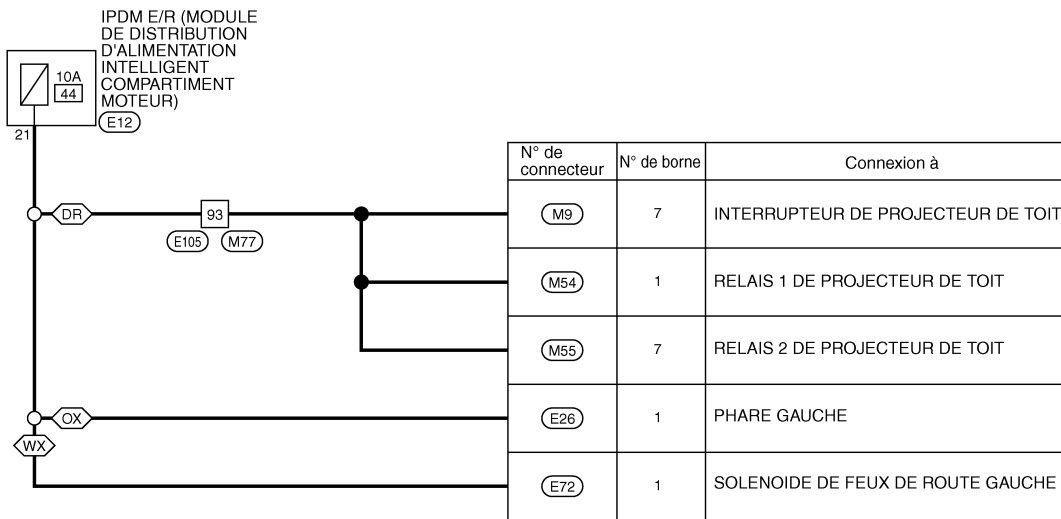 IPDM E/R (MODULE
DE DISTRIBUTION
D'ALIMENTATION
INTELLIGENT
COMPARTIMENT
MOTEUR)
10A
44
E12
21
N° de
connecteur
N° de borne
Connexion à
DR
93
E105
M77
M9
7
INTERRUPTEUR DE PROJECTEUR DE TOIT
M54
1
RELAIS 1 DE PROJECTEUR DE TOIT
M55
7
RELAIS 2 DE PROJECTEUR DE TOIT
OX
E26
1
PHARE GAUCHE
WX
E72
1
SOLENOIDE DE FEUX DE ROUTE GAUCHE